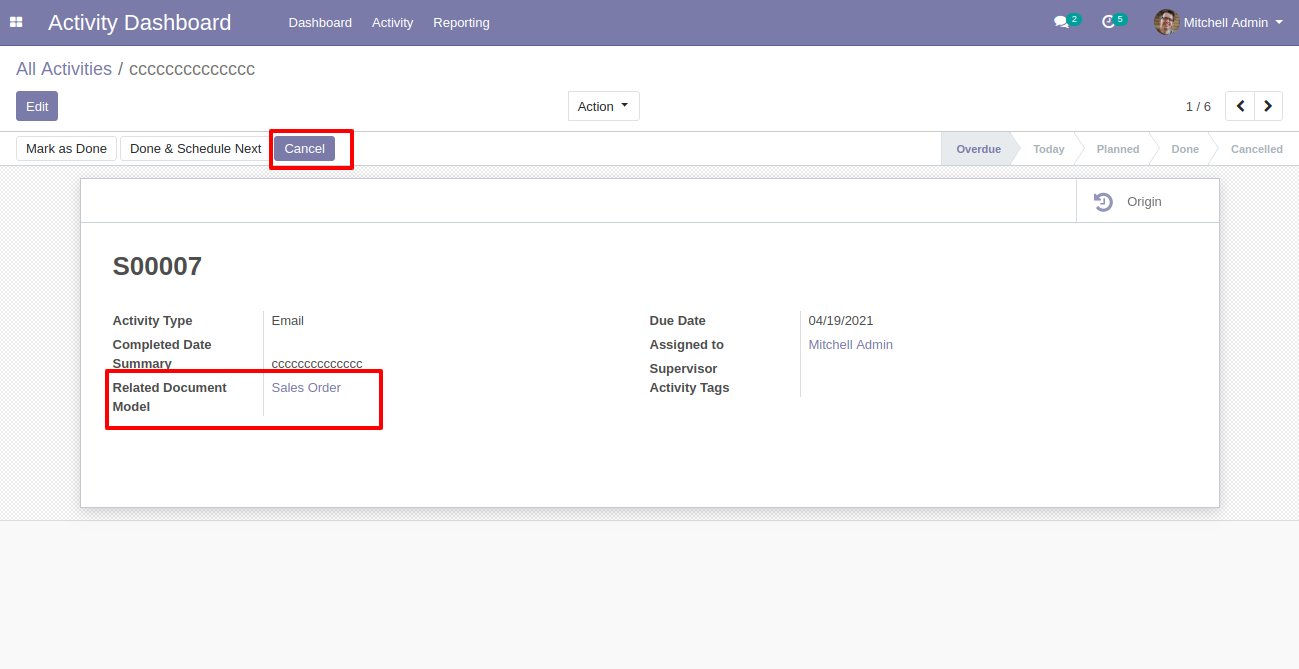 Activity Dashboard Dashboard Activity Reporting 2 5 Mitchell Admin
All Activities / cccccccccccccc
Edit Action 1 / 6
Mark as Done Done & Schedule Next Cancel Overdue Today Planned Done Cancelled
Origin
S00007
Activity Type Email
Completed Date
Summary cccccccccccccc
Related Document Model Sales Order
Due Date 04/19/2021
Assigned to Mitchell Admin
Supervisor
Activity Tags